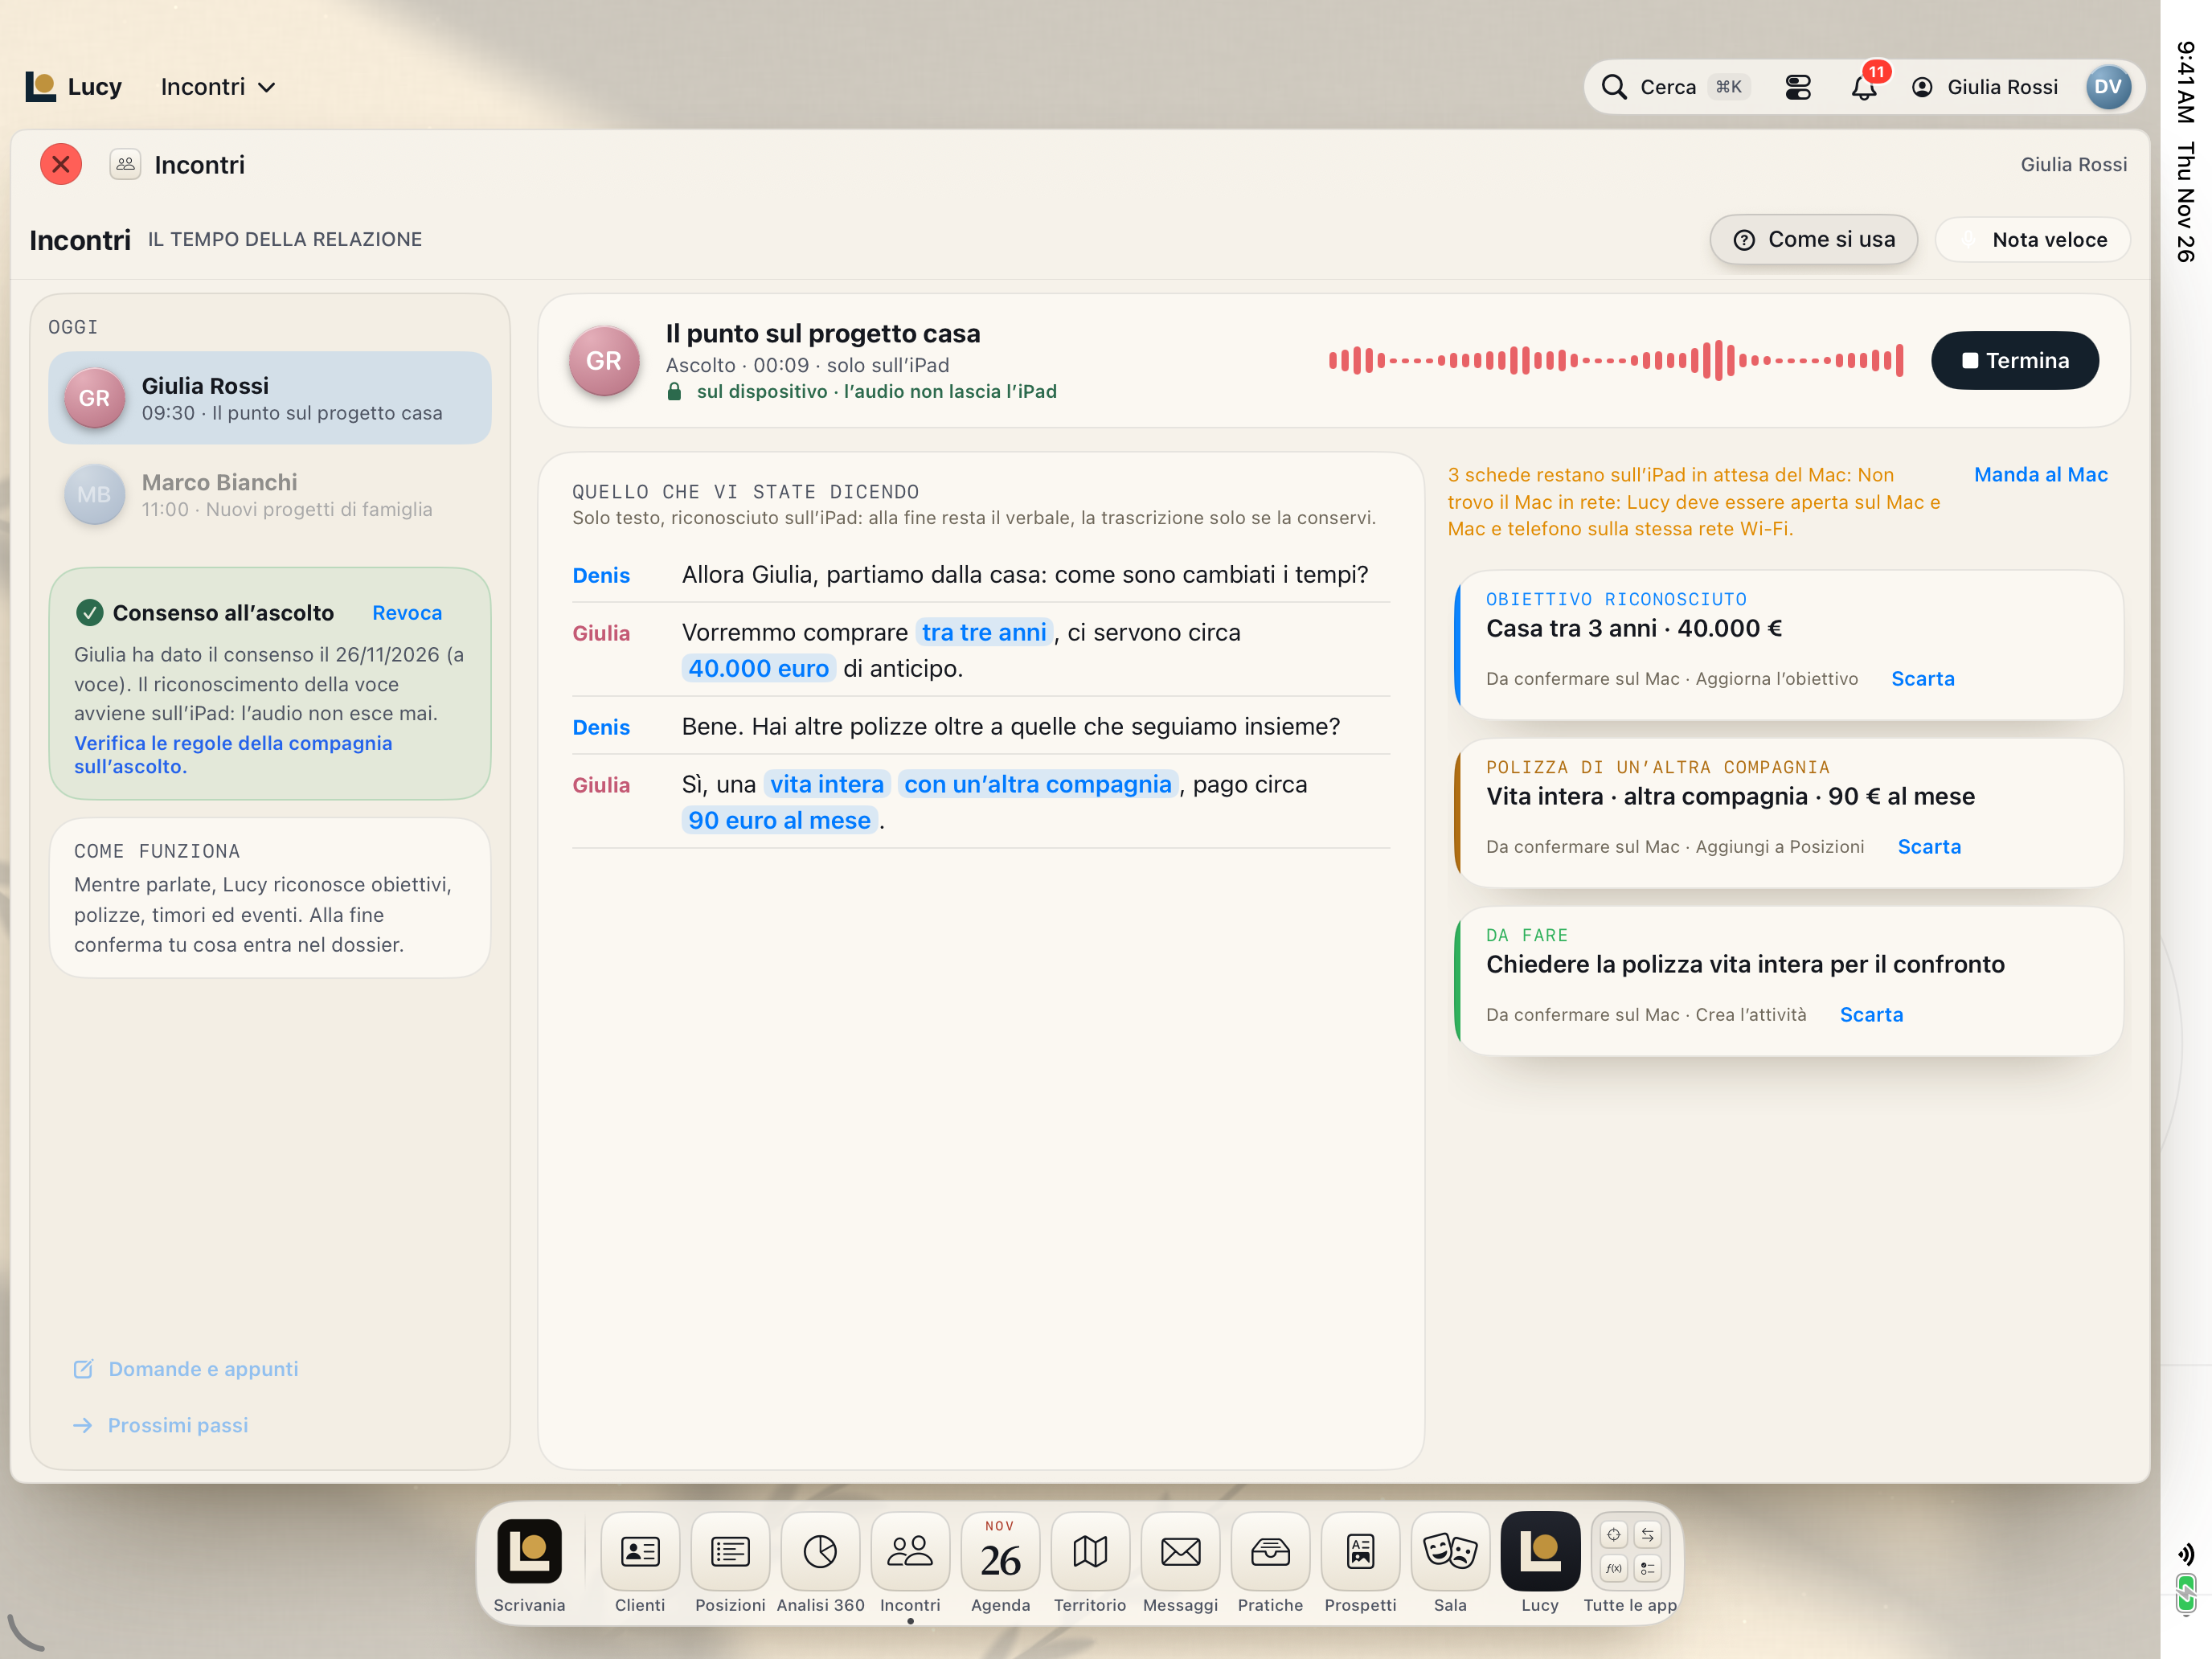 Lucy
Incontri
Cerca ⌘K
11
Giulia Rossi
DV
9:41 AM Thu Nov 26
Incontri
Giulia Rossi
Incontri IL TEMPO DELLA RELAZIONE
Come si usa
Nota veloce
OGGI
GR
Giulia Rossi
09:30 · Il punto sul progetto casa
MB
Marco Bianchi
11:00 · Nuovi progetti di famiglia
Consenso all’ascolto
Revoca
Giulia ha dato il consenso il 26/11/2026 (a
voce). Il riconoscimento della voce
avviene sull’iPad: l’audio non esce mai.
Verifica le regole della compagnia
sull’ascolto.
COME FUNZIONA
Mentre parlate, Lucy riconosce obiettivi,
polizze, timori ed eventi. Alla fine
conferma tu cosa entra nel dossier.
Domande e appunti
Prossimi passi
GR
Il punto sul progetto casa
Ascolto · 00:09 · solo sull’iPad
sul dispositivo · l’audio non lascia l’iPad
Termina
QUELLO CHE VI STATE DICENDO
Solo testo, riconosciuto sull’iPad: alla fine resta il verbale, la trascrizione solo se la conservi.
Denis Allora Giulia, partiamo dalla casa: come sono cambiati i tempi?
Giulia Vorremmo comprare tra tre anni, ci servono circa
40.000 euro di anticipo.
Denis Bene. Hai altre polizze oltre a quelle che seguiamo insieme?
Giulia Sì, una vita intera con un’altra compagnia, pago circa
90 euro al mese.
3 schede restano sull’iPad in attesa del Mac: Non
trovo il Mac in rete: Lucy deve essere aperta sul Mac e
Mac e telefono sulla stessa rete Wi-Fi.
Manda al Mac
OBIETTIVO RICONOSCIUTO
Casa tra 3 anni · 40.000 €
Da confermare sul Mac · Aggiorna l’obiettivo Scarta
POLIZZA DI UN’ALTRA COMPAGNIA
Vita intera · altra compagnia · 90 € al mese
Da confermare sul Mac · Aggiungi a Posizioni Scarta
DA FARE
Chiedere la polizza vita intera per il confronto
Da confermare sul Mac · Crea l’attività Scarta
NOV
26
A
f(x)
Scrivania Clienti Posizioni Analisi 360 Incontri Agenda Territorio Messaggi Pratiche Prospetti Sala Lucy Tutte le app